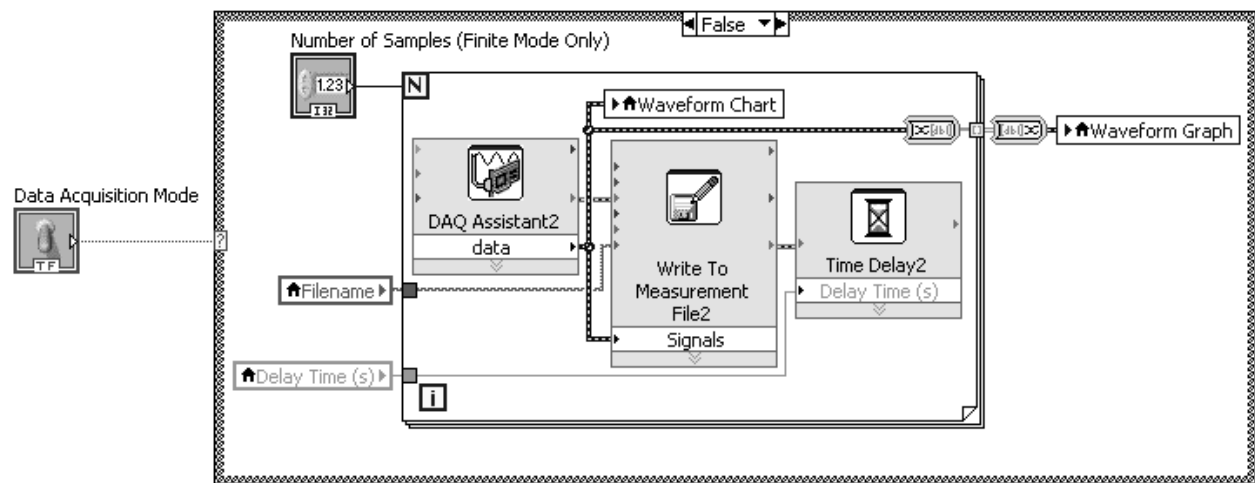 False
Number of Samples (Finite Mode Only)
1.23
I32
N
Waveform Chart
Waveform Graph
Data Acquisition Mode
TF
?
DAQ Assistant2
data
Filename
Write To
Measurement
File2
Signals
Time Delay2
Delay Time (s)
Delay Time (s)
i